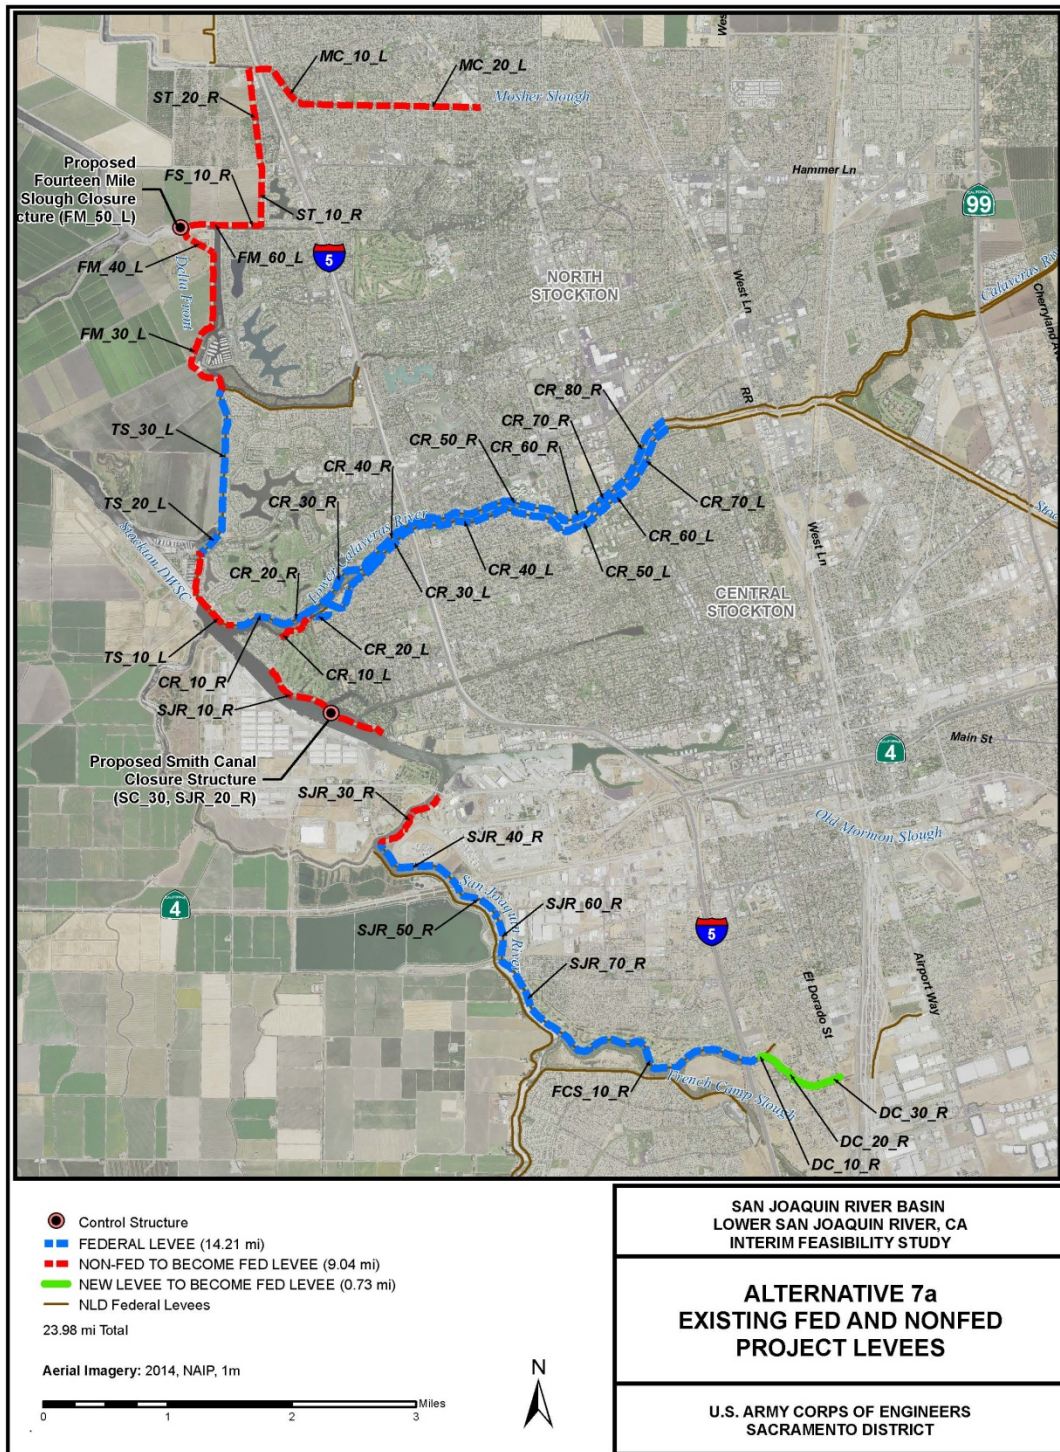 MC_10_L
MC_20_L
Mosher Slough
ST_20_R
Proposed
Fourteen Mile
Slough Closure
cture (FM_50_L)
FS_10_R
ST_10_R
Hammer Ln
CALIFORNIA
99
FM_40_L
FM_60_L
Delta Front
5
NORTH
STOCKTON
West Ln
Calaveras Riv
Cherryland Av
FM_30_L
RR
CR_80_R
CR_70_R
CR_60_R
CR_50_R
CR_40_R
CR_30_R
TS_30_L
TS_20_L
Stockton DWSC
CR_20_R
Lower Calaveras River
CR_70_L
CR_60_L
CR_50_L
CR_40_L
CR_30_L
West Ln
Stoc
CENTRAL
STOCKTON
TS_10_L
CR_20_L
CR_10_L
CR_10_R
SJR_10_R
Proposed Smith Canal
Closure Structure
(SC_30, SJR_20_R)
CALIFORNIA
4
Main St
Old Mormon Slough
SJR_30_R
SJR_40_R
San Joaquin River
CALIFORNIA
4
SJR_50_R
SJR_60_R
SJR_70_R
5
El Dorado St
Airport Way
FCS_10_R
French Camp Slough
DC_30_R
DC_20_R
DC_10_R
Control Structure
FEDERAL LEVEE (14.21 mi)
NON-FED TO BECOME FED LEVEE (9.04 mi)
NEW LEVEE TO BECOME FED LEVEE (0.73 mi)
NLD Federal Levees
23.98 mi Total
Aerial Imagery: 2014, NAIP, 1m
Miles
0 1 2 3
N
SAN JOAQUIN RIVER BASIN
LOWER SAN JOAQUIN RIVER, CA
INTERIM FEASIBILITY STUDY
ALTERNATIVE 7a
EXISTING FED AND NONFED
PROJECT LEVEES
U.S. ARMY CORPS OF ENGINEERS
SACRAMENTO DISTRICT